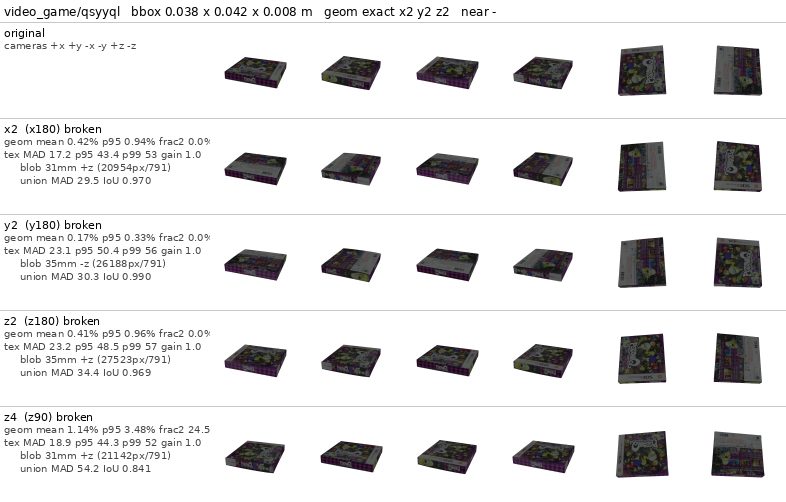 video_game/qsyyql   bbox 0.038 x 0.042 x 0.008 m   geom exact x2 y2 z2   near -
original
cameras +x +y -x -y +z -z
x2  (x180) broken
geom mean 0.42% p95 0.94% frac2 0.0%
tex MAD 17.2 p95 43.4 p99 53 gain 1.0
blob 31mm +z (20954px/791)
union MAD 29.5 IoU 0.970
y2  (y180) broken
geom mean 0.17% p95 0.33% frac2 0.0%
tex MAD 23.1 p95 50.4 p99 56 gain 1.0
blob 35mm -z (26188px/791)
union MAD 30.3 IoU 0.990
z2  (z180) broken
geom mean 0.41% p95 0.96% frac2 0.0%
tex MAD 23.2 p95 48.5 p99 57 gain 1.0
blob 35mm +z (27523px/791)
union MAD 34.4 IoU 0.969
z4  (z90) broken
geom mean 1.14% p95 3.48% frac2 24.5
tex MAD 18.9 p95 44.3 p99 52 gain 1.0
blob 31mm +z (21142px/791)
union MAD 54.2 IoU 0.841